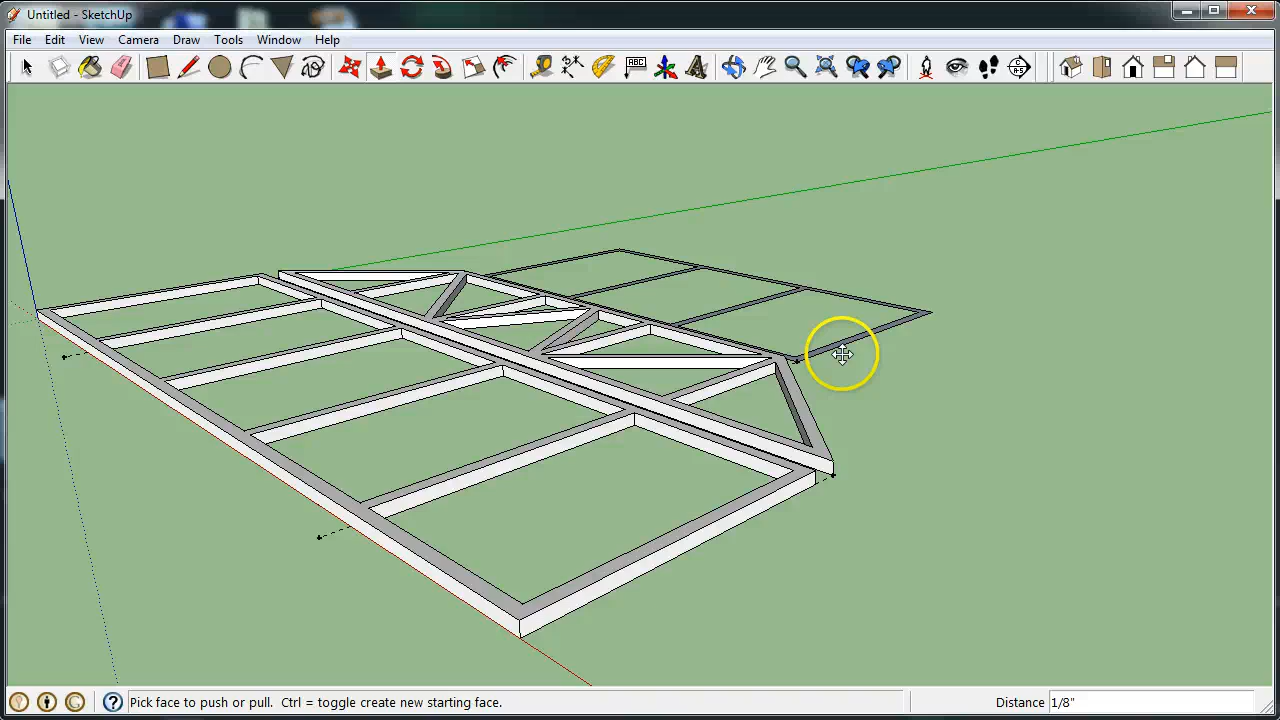 Untitled - SketchUp
File Edit View Camera Draw Tools Window Help
ABC
A
Pick face to push or pull. Ctrl = toggle create new starting face. Distance 1/8"